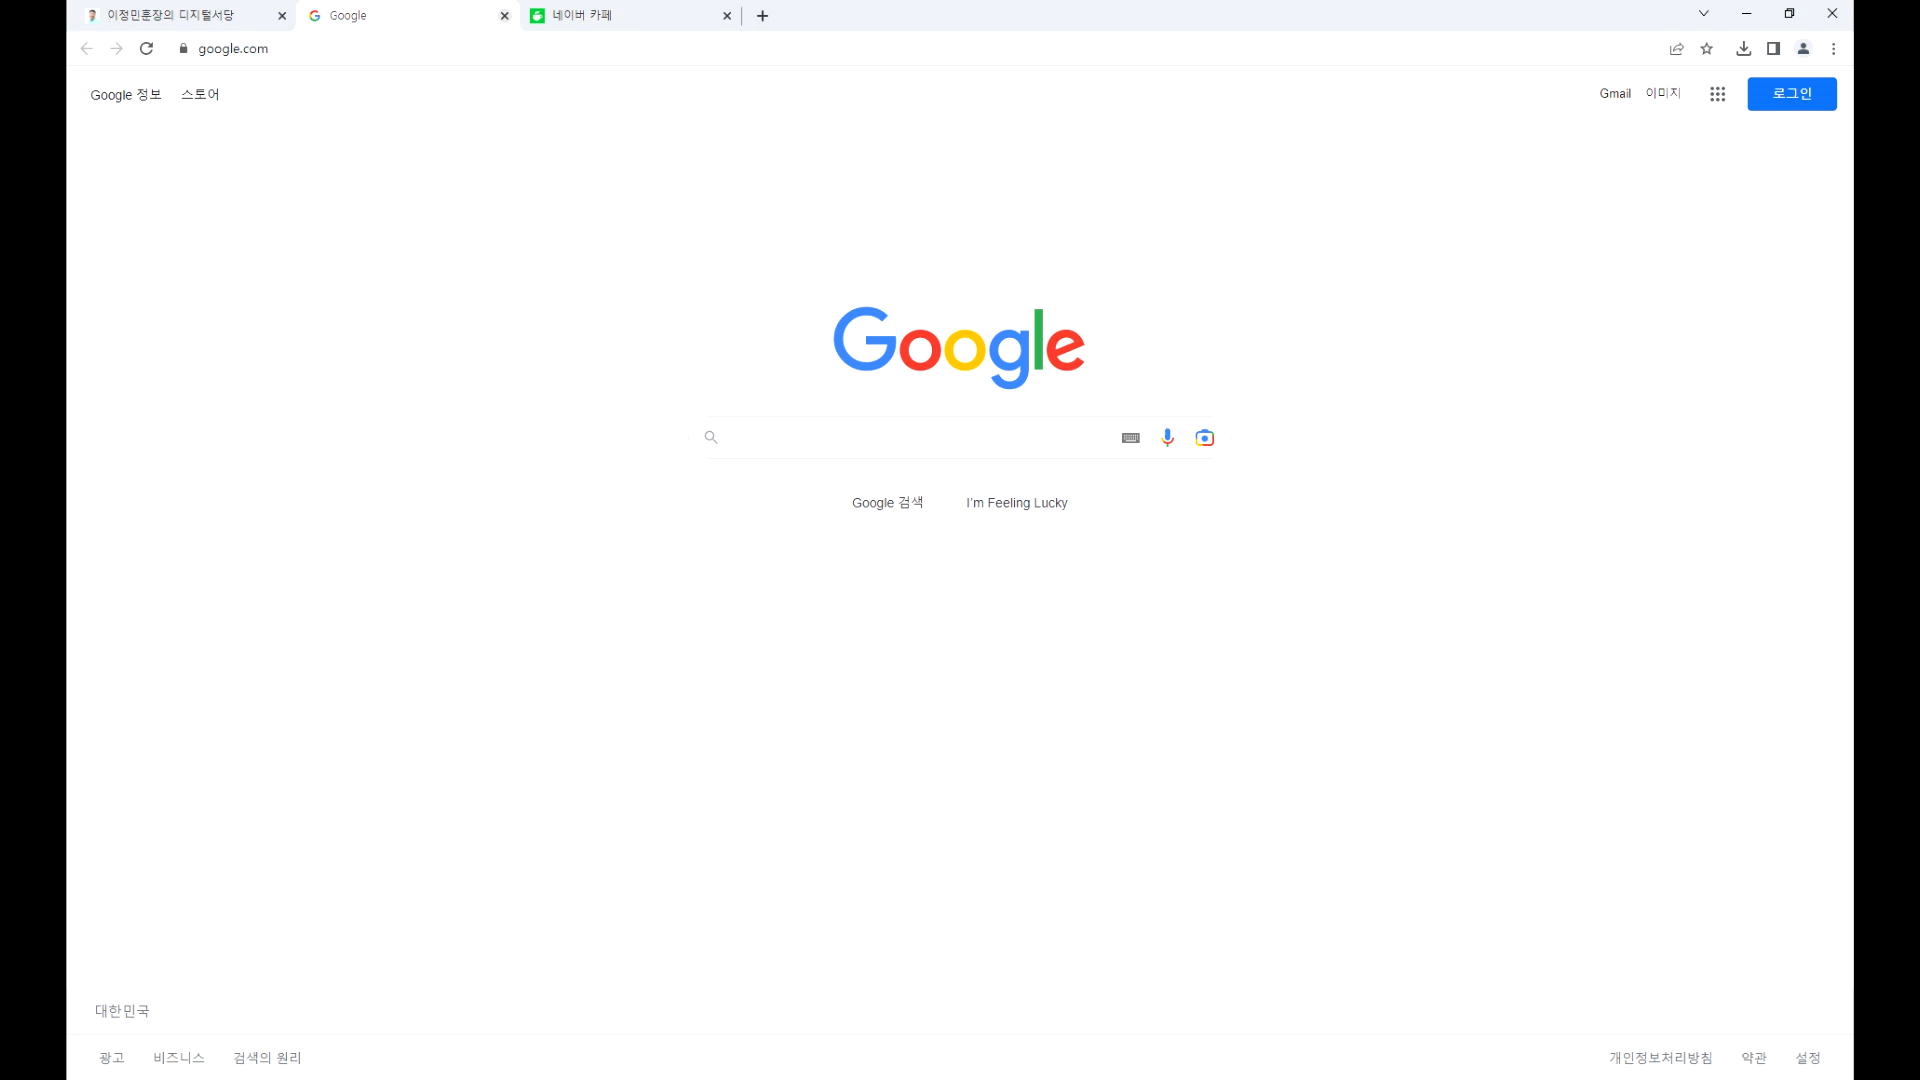 이정민훈장의 디지털서당
Google
네이버 카페
google.com
Google 정보 스토어
Gmail 이미지 로그인
Google
Google 검색 I'm Feeling Lucky
대한민국
광고 비즈니스 검색의 원리
개인정보처리방침 약관 설정